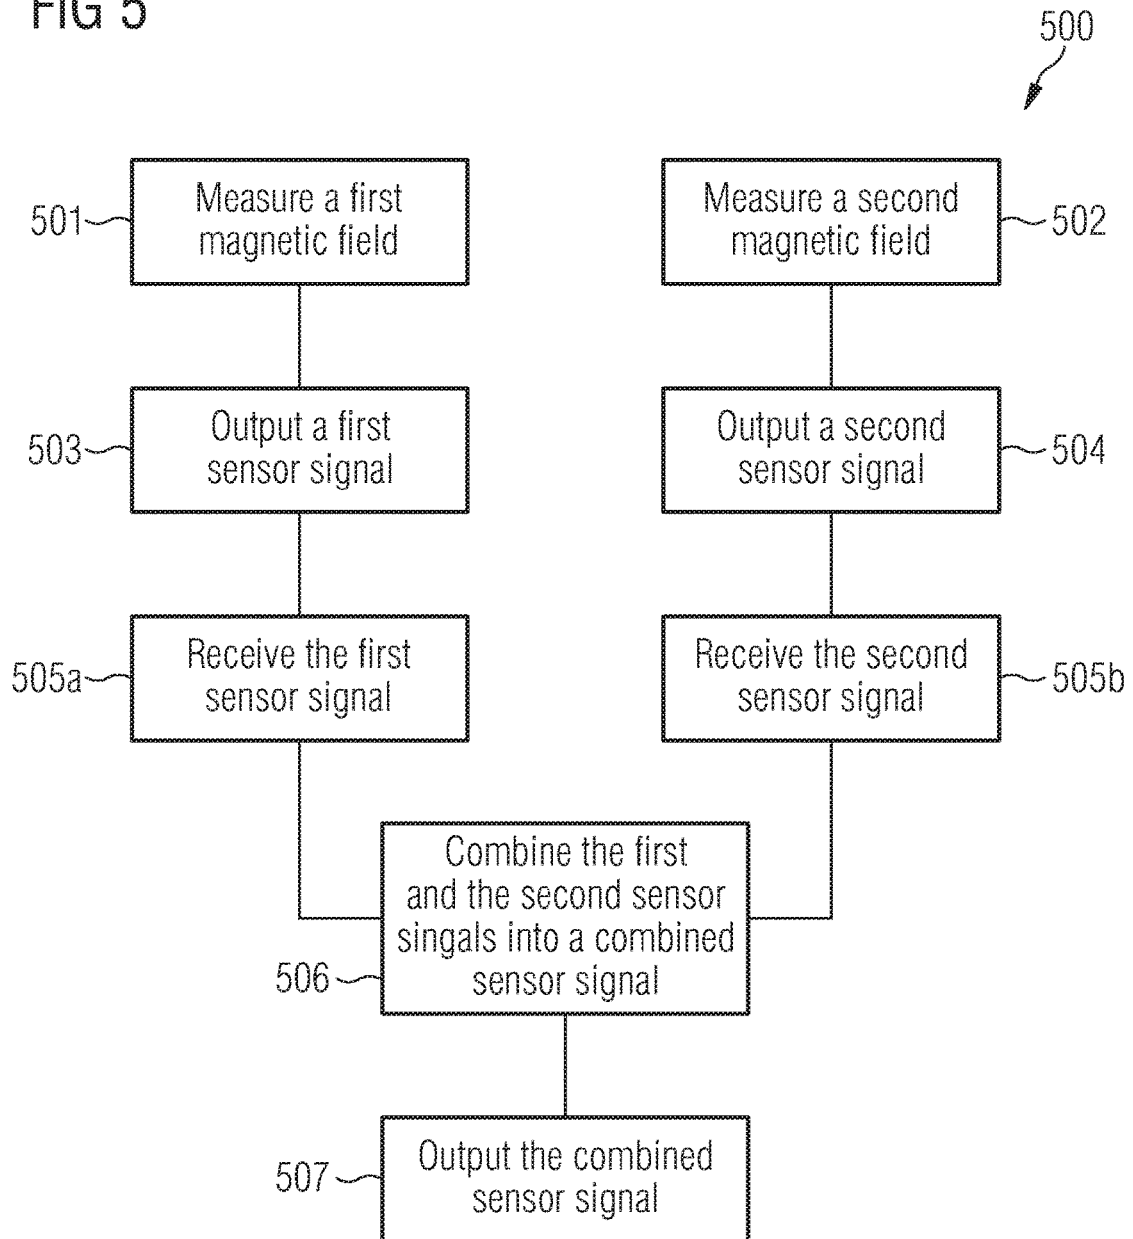 FIG 5
500
Measure a first
magnetic field
501
Measure a second
magnetic field
502
Output a first
sensor signal
503
Output a second
sensor signal
504
Receive the first
sensor signal
505a
Receive the second
sensor signal
505b
Combine the first
and the second sensor
singals into a combined
sensor signal
506
Output the combined
sensor signal
507